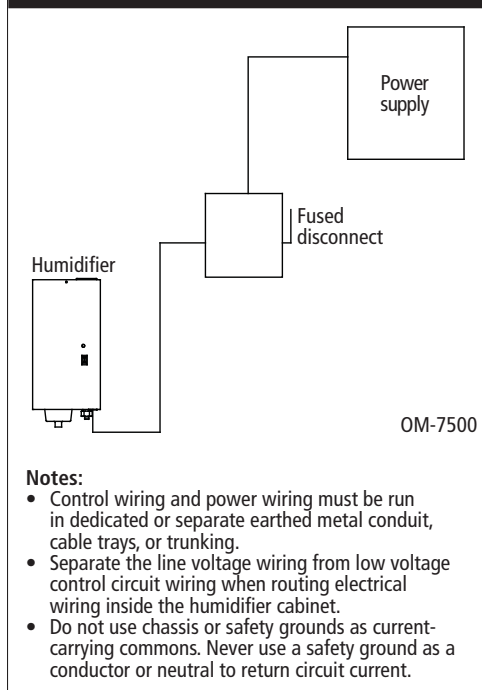 Power
supply
Fused
disconnect
Humidifier
OM-7500
Notes:
• Control wiring and power wiring must be run
in dedicated or separate earthed metal conduit,
cable trays, or trunking.
• Separate the line voltage wiring from low voltage
control circuit wiring when routing electrical
wiring inside the humidifier cabinet.
• Do not use chassis or safety grounds as current-
carrying commons. Never use a safety ground as a
conductor or neutral to return circuit current.